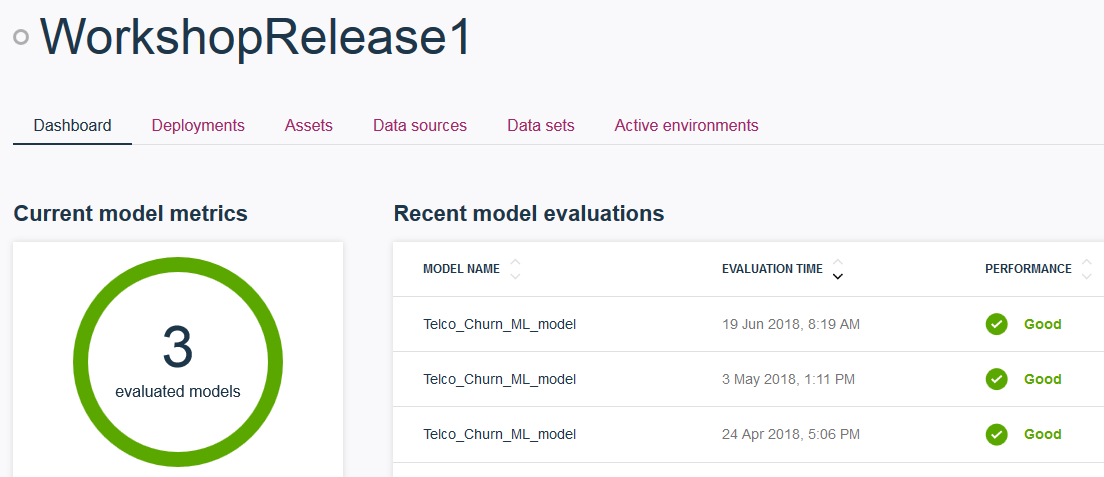 WorkshopRelease1
Dashboard Deployments Assets Data sources Data sets Active environments
Current model metrics
3
evaluated models
Recent model evaluations
MODEL NAME EVALUATION TIME PERFORMANCE
Telco_Churn_ML_model 19 Jun 2018, 8:19 AM Good
Telco_Churn_ML_model 3 May 2018, 1:11 PM Good
Telco_Churn_ML_model 24 Apr 2018, 5:06 PM Good